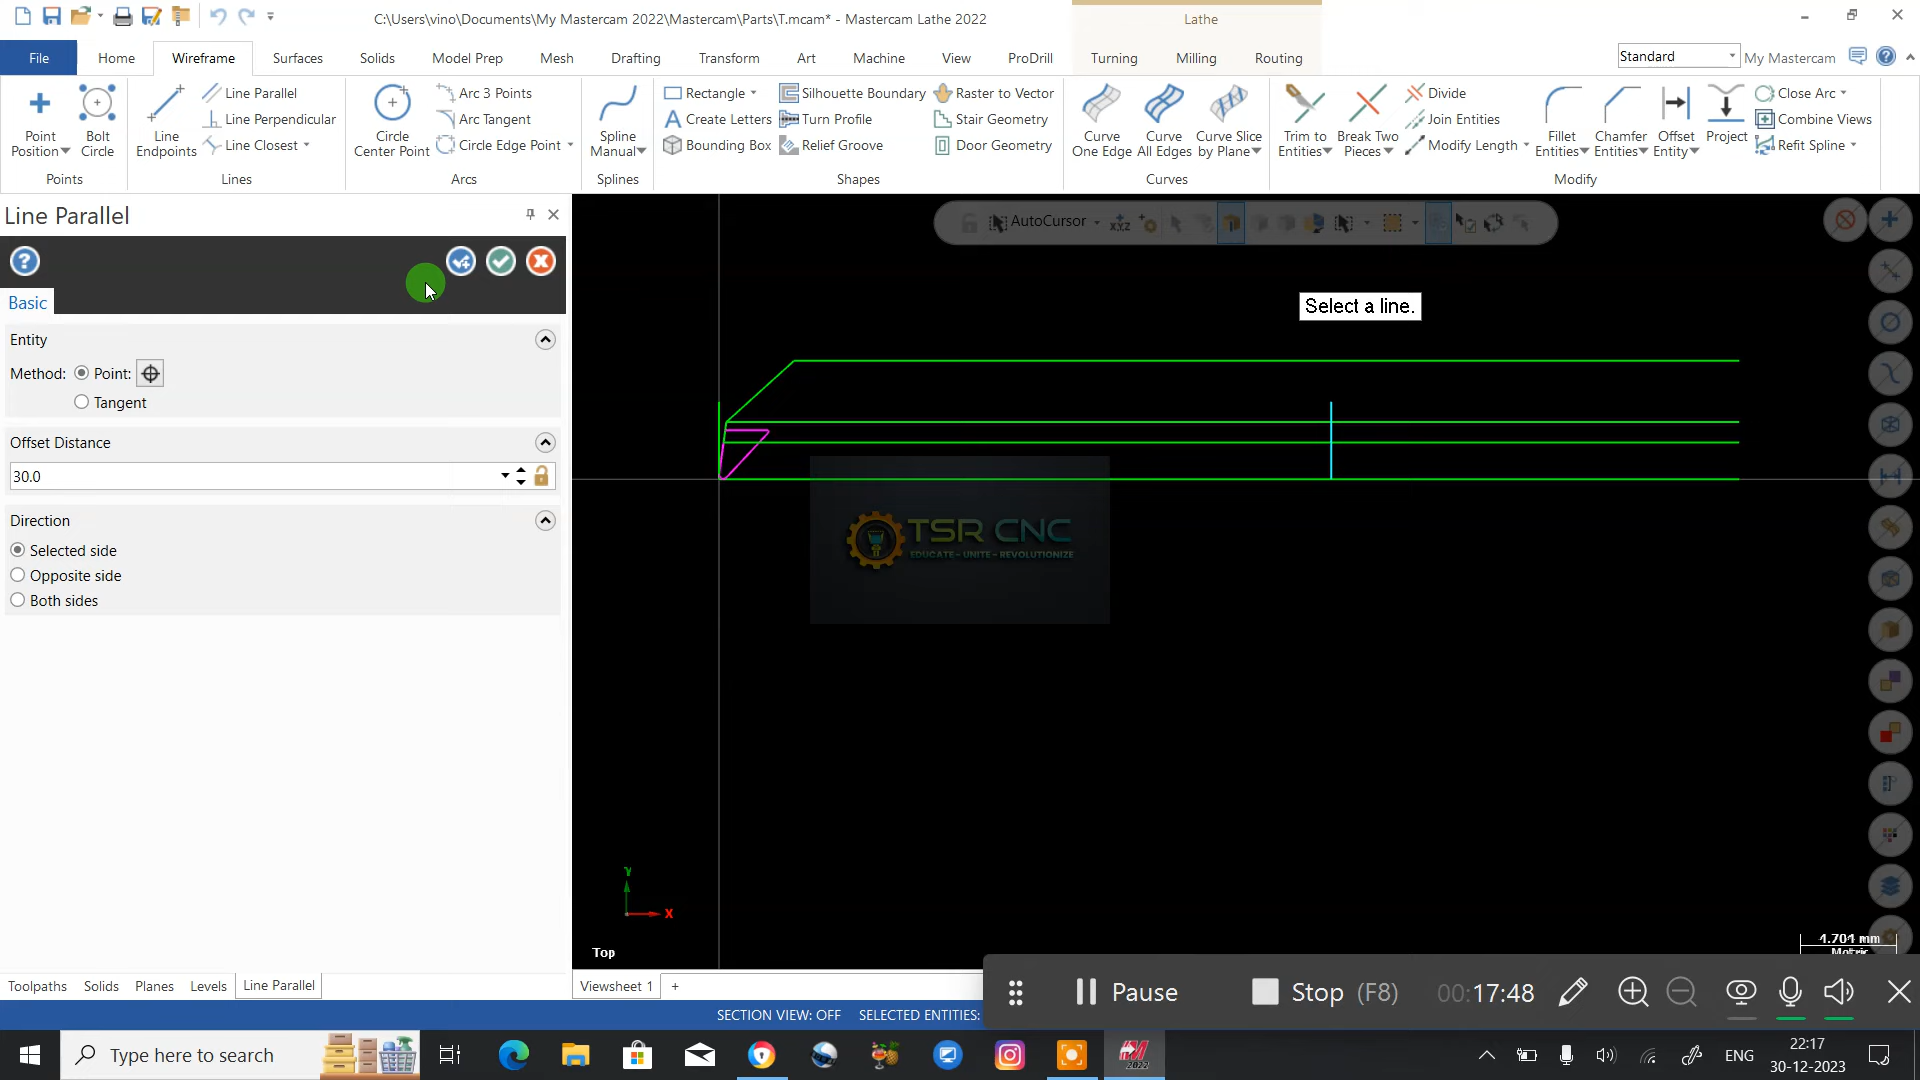 C:\Users\vino\Documents\My Mastercam 2022\Mastercam\Parts\T.mcam* - Mastercam Lathe 2022
Lathe
File
Home
Wireframe
Surfaces
Solids
Model Prep
Mesh
Drafting
Transform
Art
Machine
View
ProDrill
Turning
Milling
Routing
Standard
My Mastercam
Point Position
Bolt Circle
Points
Line Endpoints
Line Parallel
Line Perpendicular
Line Closest
Lines
Circle Center Point
Arc 3 Points
Arc Tangent
Circle Edge Point
Arcs
Spline Manual
Splines
Rectangle
Create Letters
Bounding Box
Silhouette Boundary
Turn Profile
Relief Groove
Raster to Vector
Stair Geometry
Door Geometry
Shapes
Curve One Edge
Curve All Edges
Curve Slice by Plane
Curves
Trim to Entities
Break Two Pieces
Divide
Join Entities
Modify Length
Fillet Entities
Chamfer Entities
Offset Entity
Project
Close Arc
Combine Views
Refit Spline
Modify
Line Parallel
Basic
Entity
Method:
Point:
Tangent
Offset Distance
30.0
Direction
Selected side
Opposite side
Both sides
AutoCursor
XYZ
Select a line.
TSR CNC
EDUCATE - UNITE - REVOLUTIONIZE
Y
X
Top
4.704 mm
Metric
Toolpaths
Solids
Planes
Levels
Line Parallel
Viewsheet 1
+
SECTION VIEW: OFF
SELECTED ENTITIES:
Pause
Stop (F8)
00:17:48
Type here to search
2022
ENG
22:17
30-12-2023